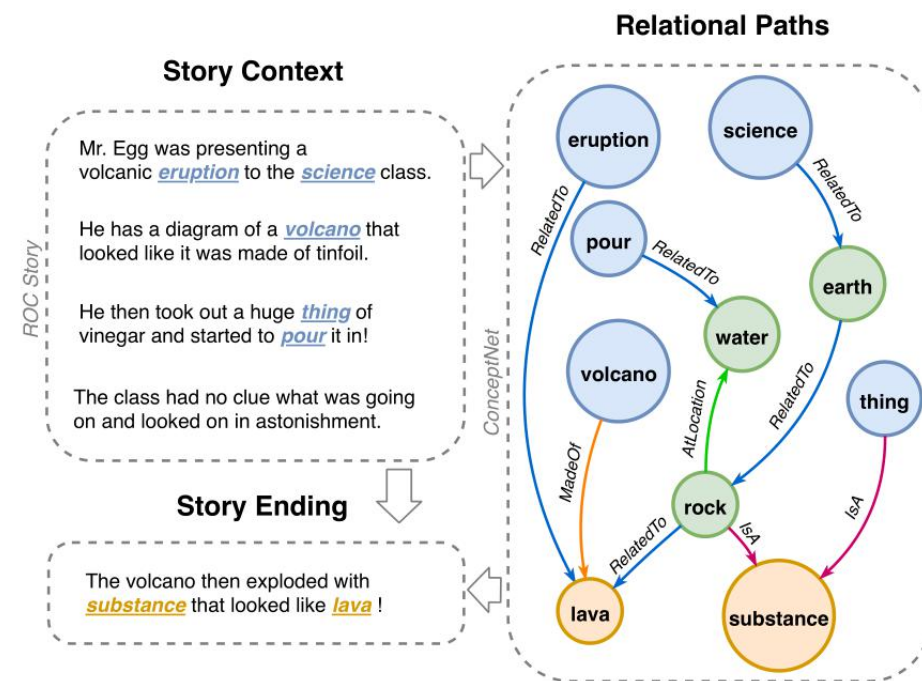 Relational Paths
Story Context
Mr. Egg was presenting a
volcanic eruption to the science class.
He has a diagram of a volcano that
looked like it was made of tinfoil.
He then took out a huge thing of
vinegar and started to pour it in!
The class had no clue what was going
on and looked on in astonishment.
ROC Story
Story Ending
The volcano then exploded with
substance that looked like lava !
ConceptNet
eruption
science
RelatedTo
RelatedTo
pour
RelatedTo
earth
water
volcano
thing
AtLocation
RelatedTo
MadeOf
rock
IsA
IsA
RelatedTo
lava
substance